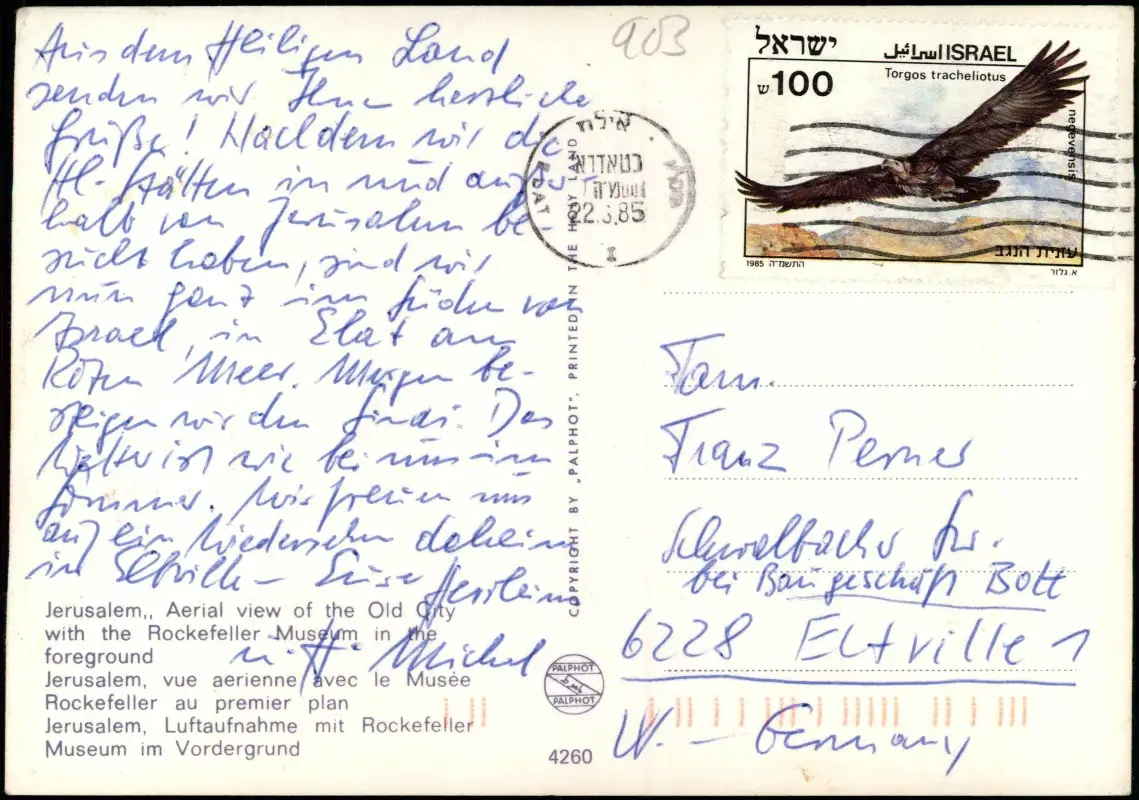 Aus dem Heiligen Land
senden wir Ihnen herzliche
Grüße! Nachdem wir die
Hl. Stätten in und außer
halb von Jerusalem be-
sucht haben, sind wir
nun ganz im Süden von
Israel, in Elat am
Roten Meer. Morgen be-
steigen wir den Sinai. Das
Wetter ist wie bei uns im
Sommer. Wir freuen uns
auf ein Wiedersehn daheim
in Eltville – Eure
u. H. Michel
Jerusalem,, Aerial view of the Old City
with the Rockefeller Museum in the
foreground
Jerusalem, vue aerienne avec le Musée
Rockefeller au premier plan
Jerusalem, Luftaufnahme mit Rockefeller
Museum im Vordergrund
COPYRIGHT BY „PALPHOT", PRINTED IN THE HOLY LAND
PALPHOT
PALPHOT
4260
903
אילת
ELAT
22.3.85
ישראל
اسرائيل ISRAEL
Torgos tracheliotus
negevensis
ש 100
עזנית הנגב
1985 התשמ"ה
א. גלזר
Fam.
Franz Perner
Schwalbacher Str.
bei Baugeschäft Bott
6228 Eltville 1
W. – Germany